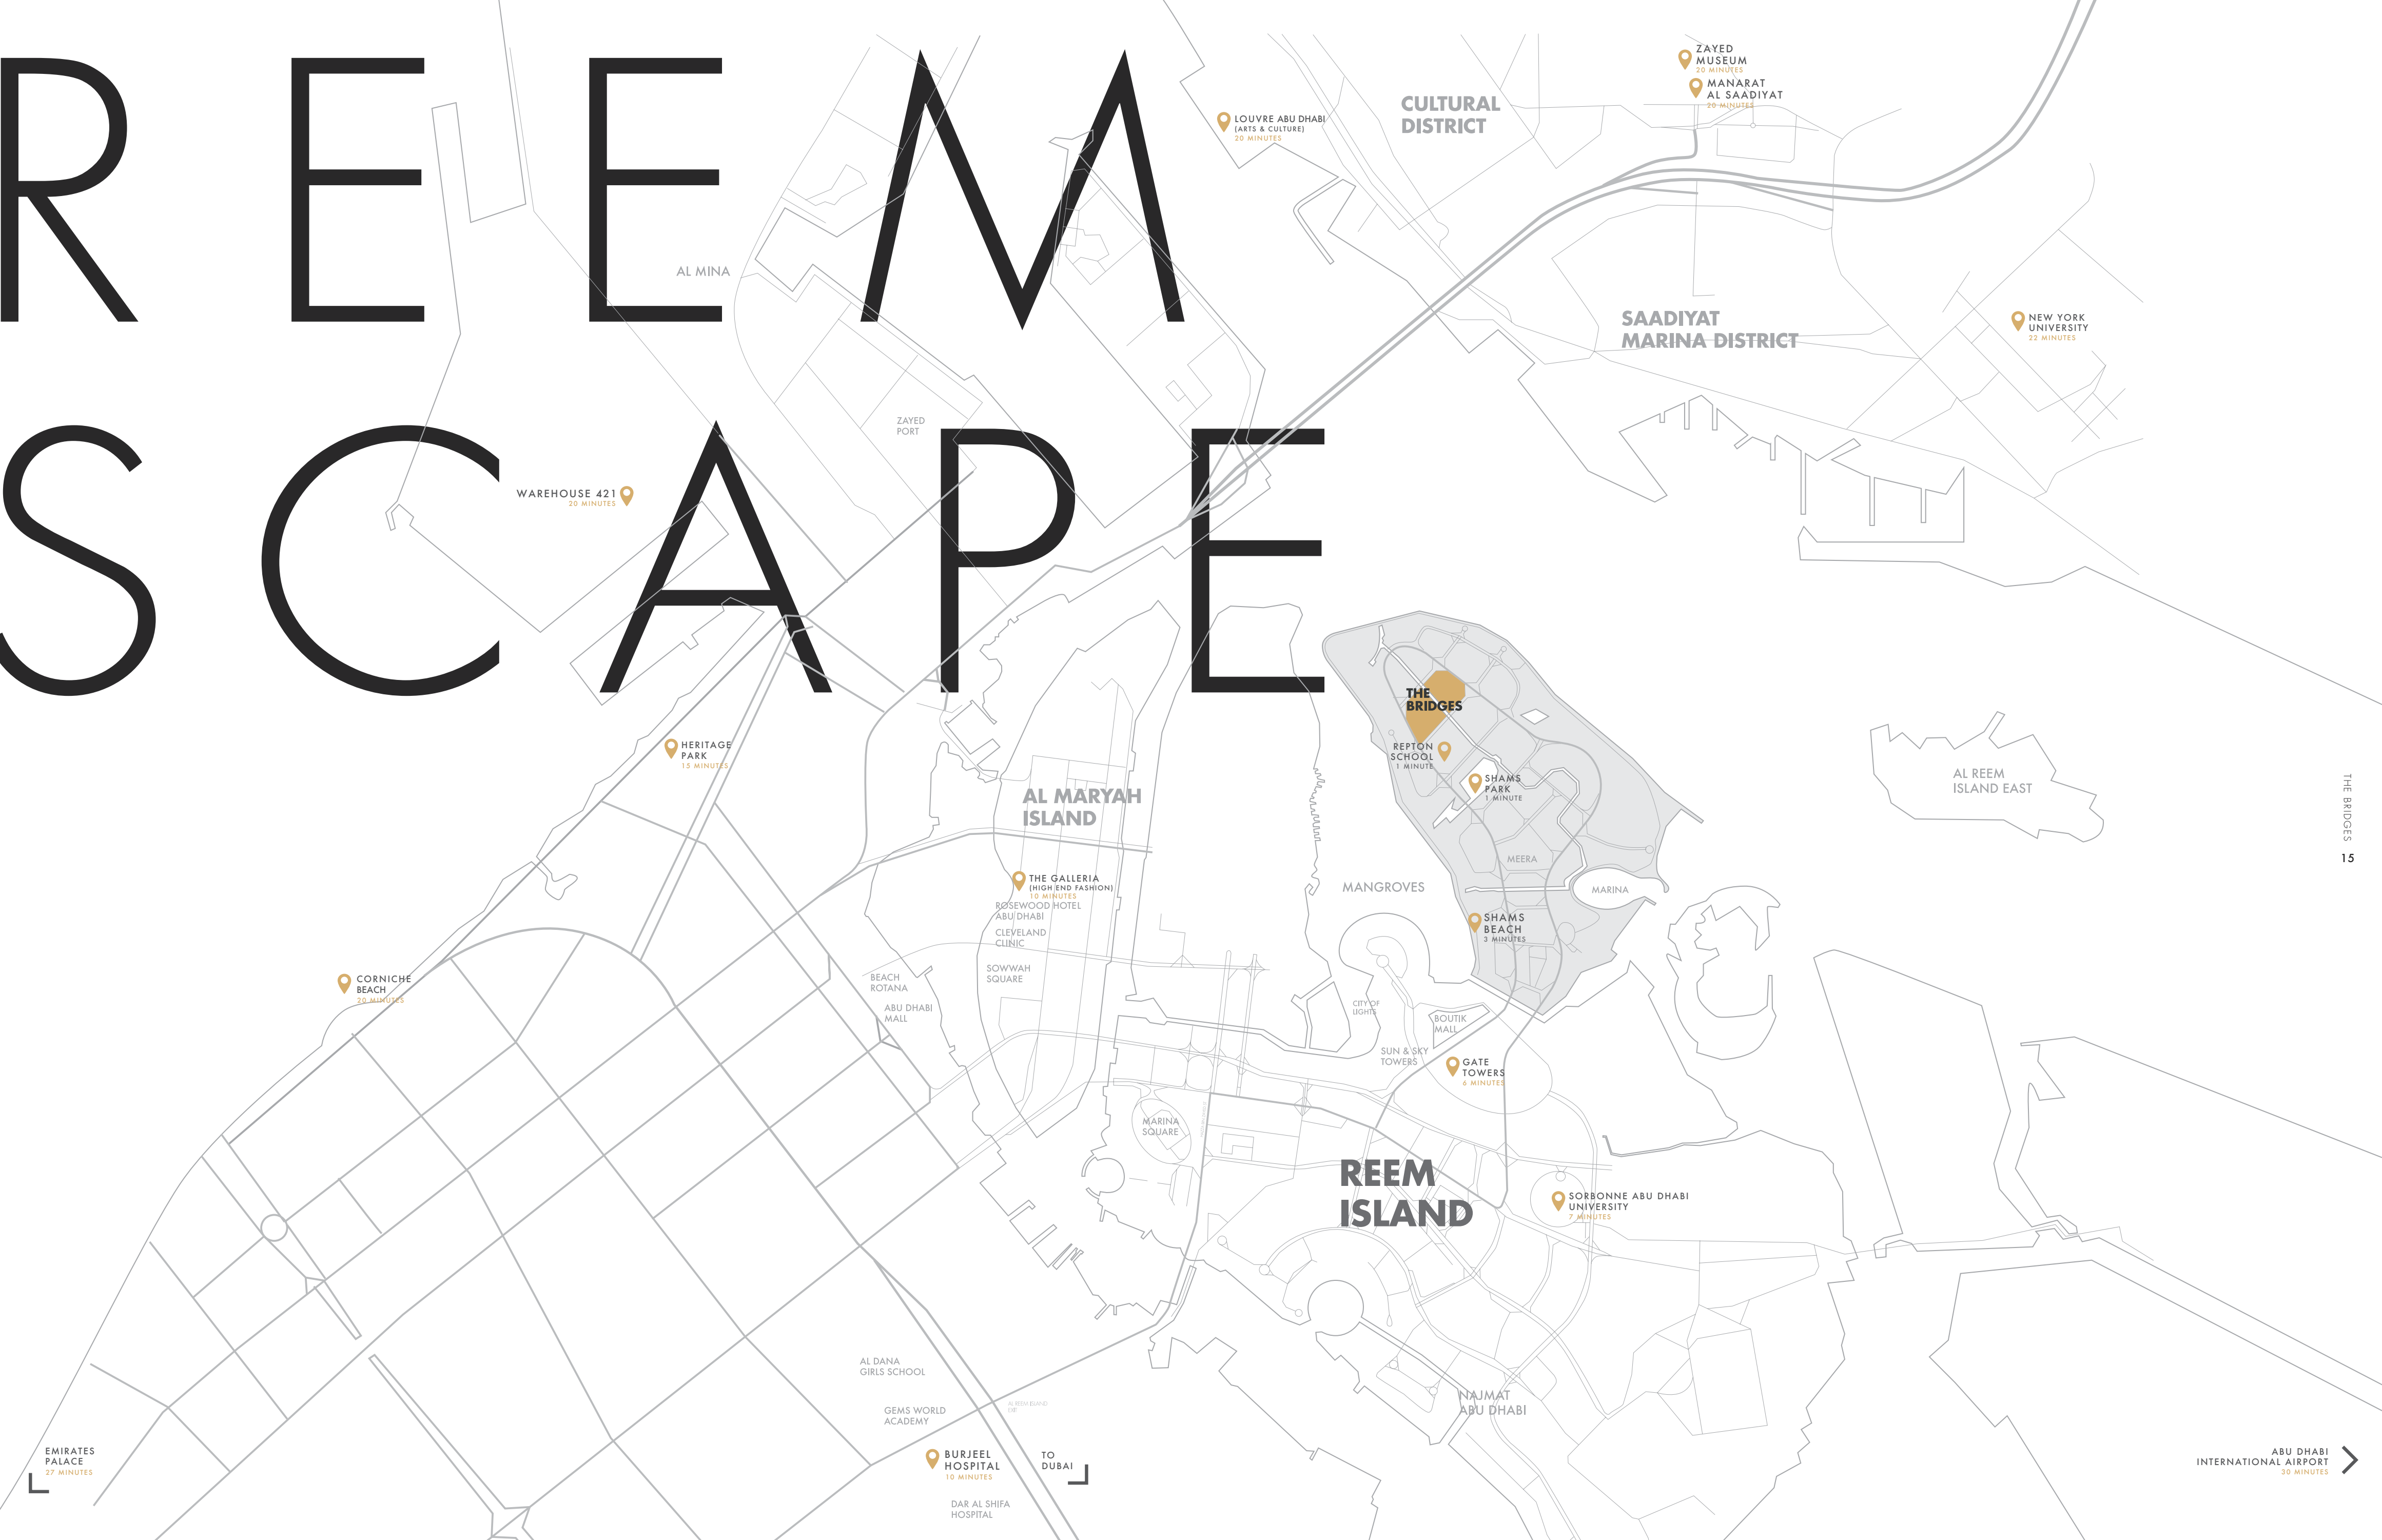 REEM
SCAPE
ZAYED
MUSEUM
20 MINUTES
MANARAT
AL SAADIYAT
20 MINUTES
LOUVRE ABU DHABI
(ARTS & CULTURE)
20 MINUTES
CULTURAL
DISTRICT
AL MINA
SAADIYAT
MARINA DISTRICT
NEW YORK
UNIVERSITY
22 MINUTES
ZAYED
PORT
WAREHOUSE 421
20 MINUTES
THE
BRIDGES
HERITAGE
PARK
15 MINUTES
REPTON
SCHOOL
1 MINUTE
SHAMS
PARK
1 MINUTE
AL REEM
ISLAND EAST
THE BRIDGES
15
AL MARYAH
ISLAND
MEERA
MARINA
MANGROVES
THE GALLERIA
(HIGH END FASHION)
10 MINUTES
ROSEWOOD HOTEL
ABU DHABI
CLEVELAND
CLINIC
SHAMS
BEACH
3 MINUTES
SOWWAH
SQUARE
BEACH
ROTANA
ABU DHABI
MALL
CORNICHE
BEACH
20 MINUTES
CITY OF
LIGHTS
BOUTIK
MALL
SUN & SKY
TOWERS
GATE
TOWERS
6 MINUTES
MARINA
SQUARE
REEM
ISLAND
SORBONNE ABU DHABI
UNIVERSITY
7 MINUTES
AL DANA
GIRLS SCHOOL
GEMS WORLD
ACADEMY
AL REEM ISLAND
NAJMAT
ABU DHABI
EMIRATES
PALACE
27 MINUTES
BURJEEL
HOSPITAL
10 MINUTES
TO
DUBAI
DAR AL SHIFA
HOSPITAL
ABU DHABI
INTERNATIONAL AIRPORT
30 MINUTES